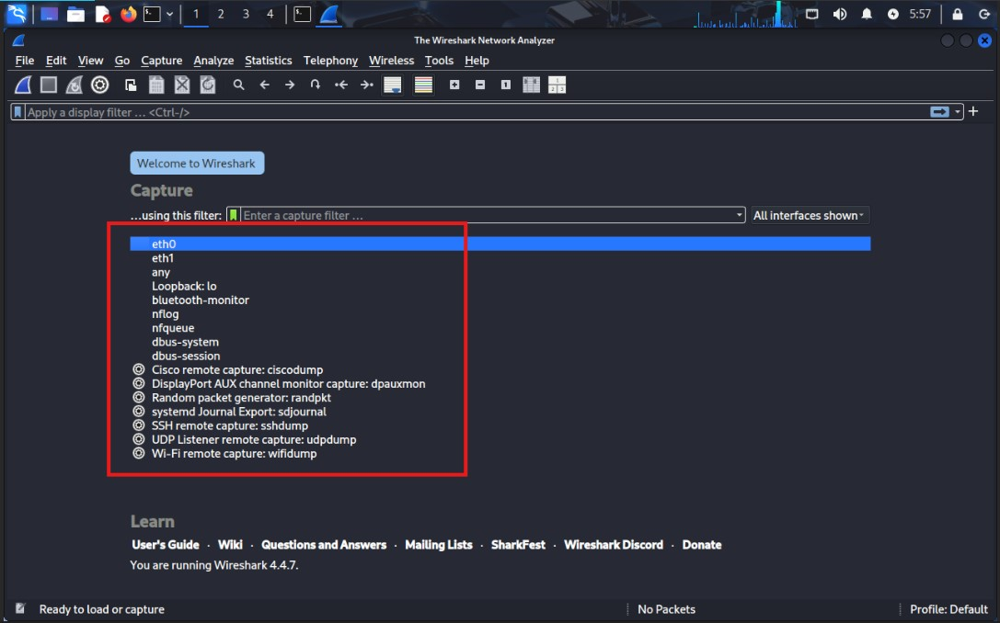 1 2 3 4 5:57
The Wireshark Network Analyzer
File Edit View Go Capture Analyze Statistics Telephony Wireless Tools Help
Apply a display filter ... <Ctrl-/>
Welcome to Wireshark
Capture
...using this filter: Enter a capture filter ... All interfaces shown
eth0
eth1
any
Loopback: lo
bluetooth-monitor
nflog
nfqueue
dbus-system
dbus-session
Cisco remote capture: ciscodump
DisplayPort AUX channel monitor capture: dpauxmon
Random packet generator: randpkt
systemd Journal Export: sdjournal
SSH remote capture: sshdump
UDP Listener remote capture: udpdump
Wi-Fi remote capture: wifidump
Learn
User's Guide · Wiki · Questions and Answers · Mailing Lists · SharkFest · Wireshark Discord · Donate
You are running Wireshark 4.4.7.
Ready to load or capture No Packets Profile: Default